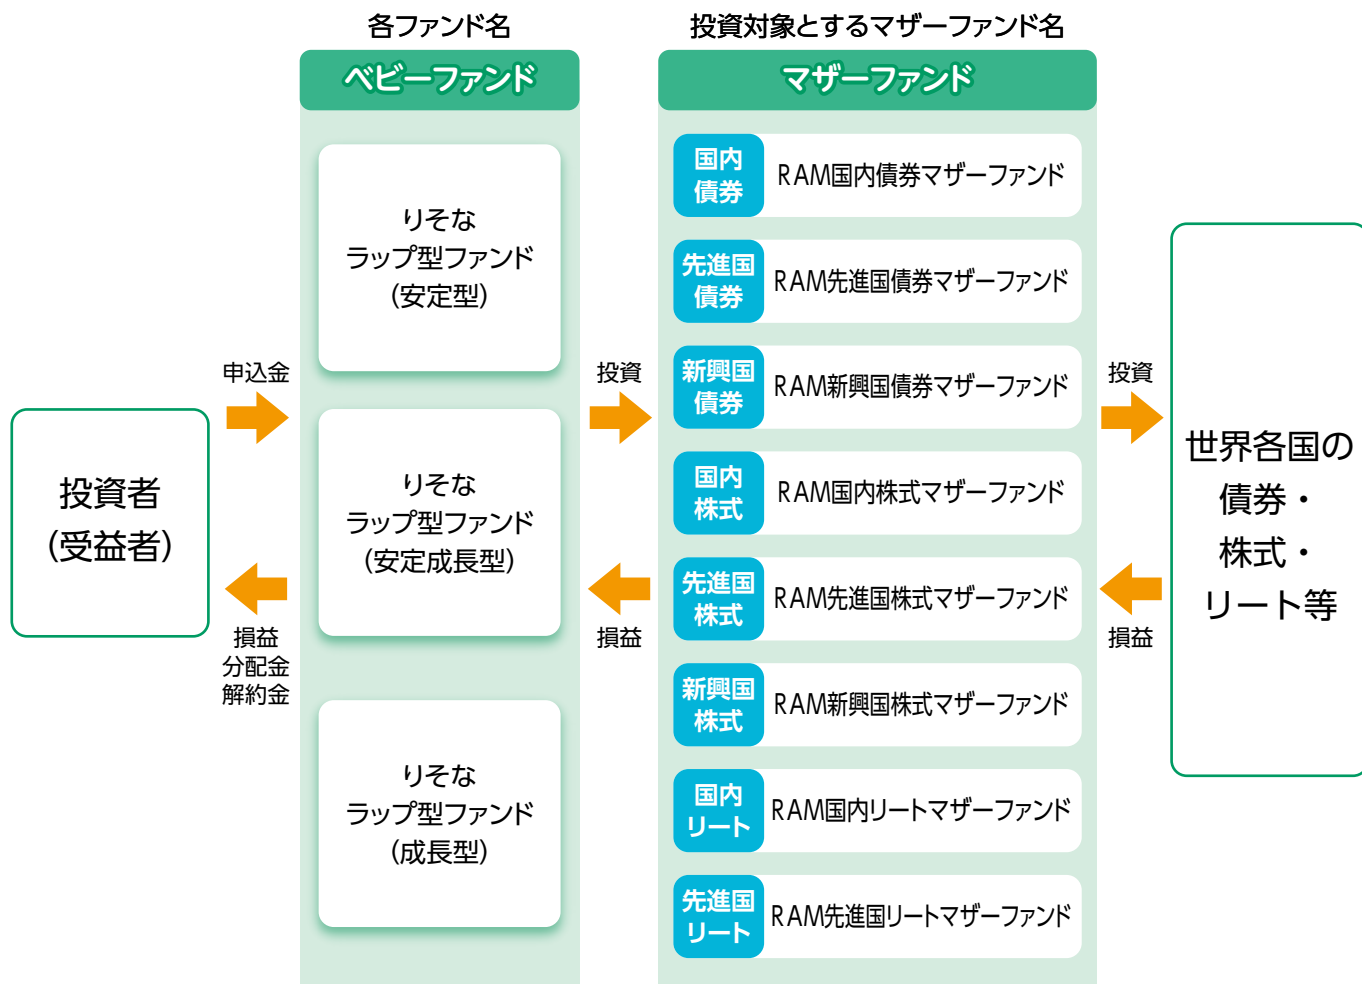 各ファンド名
ベビーファンド
りそな
ラップ型ファンド
(安定型)
りそな
ラップ型ファンド
(安定成長型)
りそな
ラップ型ファンド
(成長型)
投資対象とするマザーファンド名
マザーファンド
国内
債券
RAM国内債券マザーファンド
先進国
債券
RAM先進国債券マザーファンド
新興国
債券
RAM新興国債券マザーファンド
国内
株式
RAM国内株式マザーファンド
先進国
株式
RAM先進国株式マザーファンド
新興国
株式
RAM新興国株式マザーファンド
国内
リート
RAM国内リートマザーファンド
先進国
リート
RAM先進国リートマザーファンド
投資者
(受益者)
申込金
損益
分配金
解約金
投資
損益
投資
損益
世界各国の
債券・
株式・
リート等